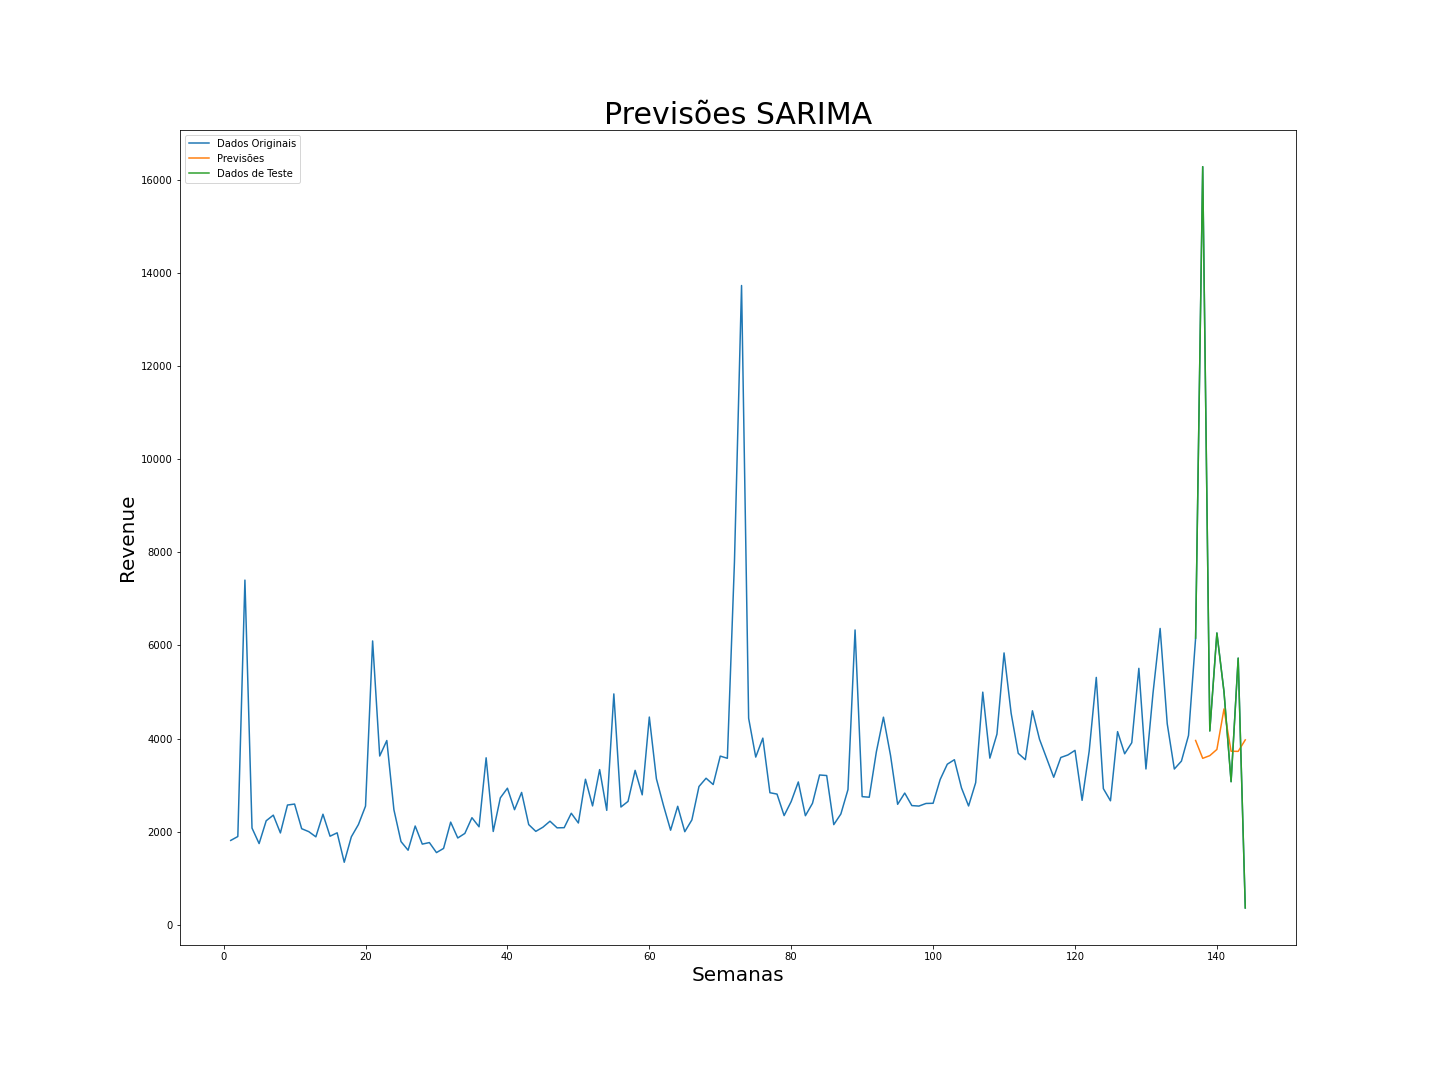 Previsões SARIMA
Dados Originais
Previsões
Dados de Teste
16000
14000
12000
10000
8000
6000
4000
2000
0
Revenue
0 20 40 60 80 100 120 140
Semanas